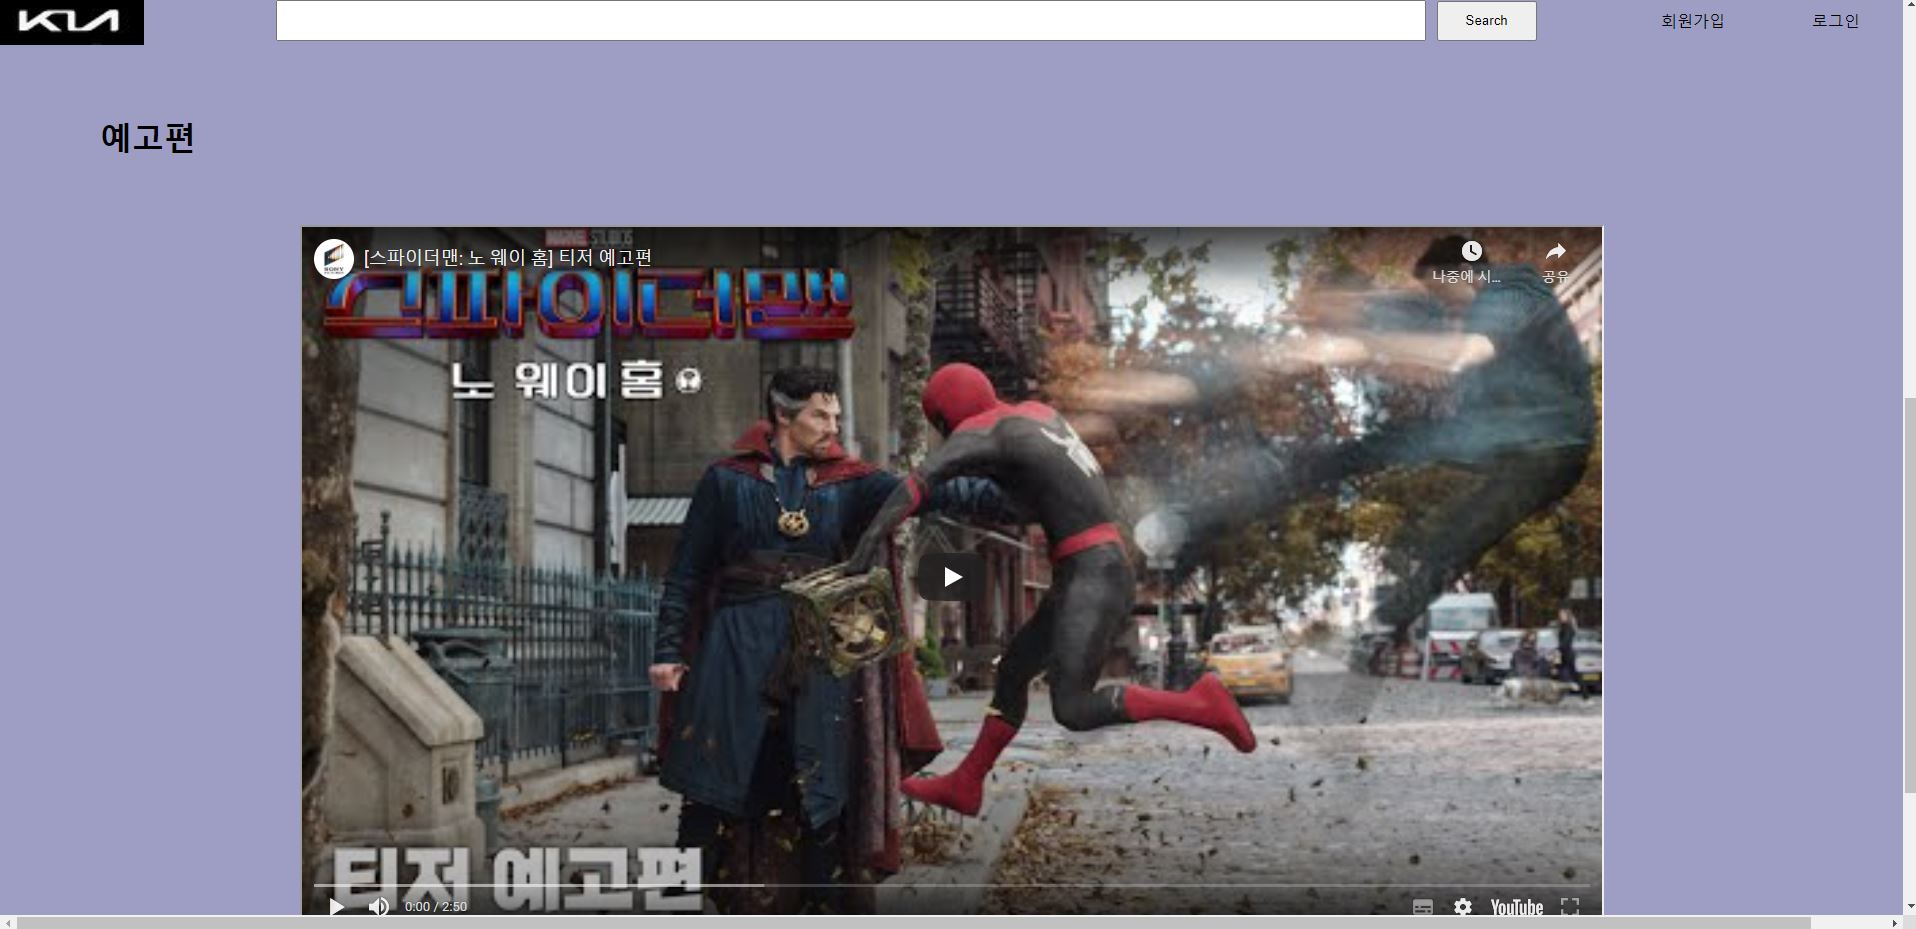 KIA
Search
회원가입
로그인
예고편
MARVEL STUDIOS
[스파이더맨: 노 웨이 홈] 티저 예고편
나중에 시...
공유
스파이더맨
노 웨이 홈
티저 예고편
0:00 / 2:50
YouTube